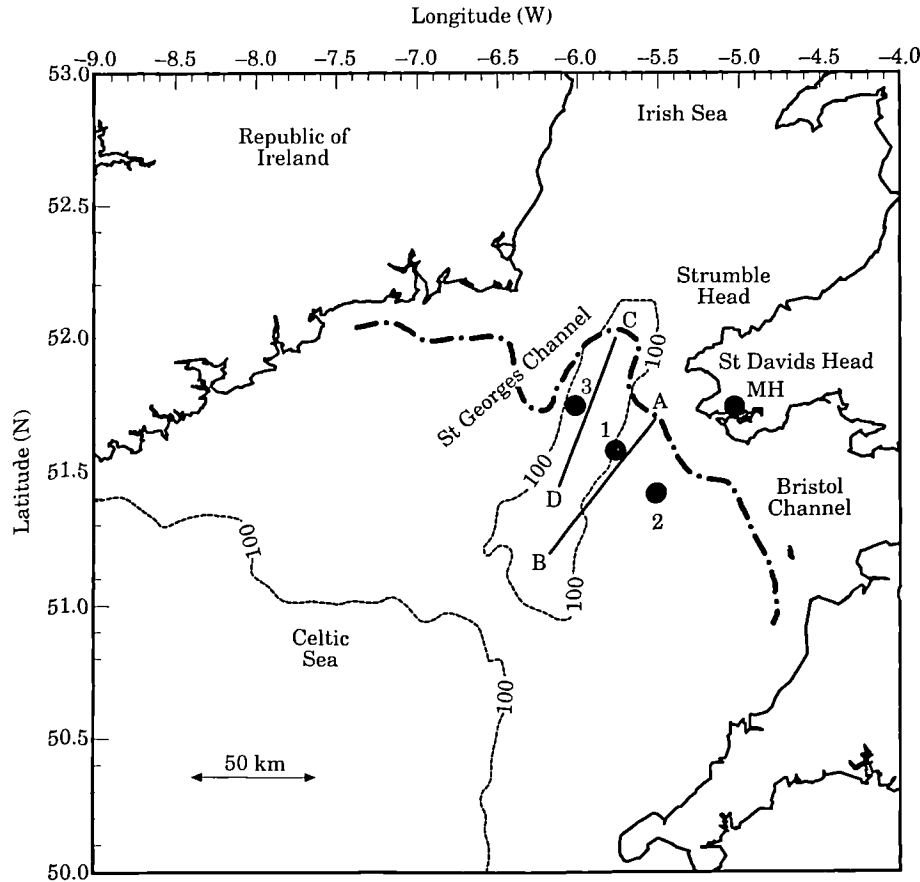 Longitude (W)
-9.0 -8.5 -8.0 -7.5 -7.0 -6.5 -6.0 -5.5 -5.0 -4.5 -4.0
53.0
Irish Sea
Republic of
Ireland
52.5
Strumble
Head
52.0
C
St Georges Channel
100
St Davids Head
MH
3
A
1
51.5
100
D
Bristol
Channel
2
Latitude (N)
100
B
100
51.0
Celtic
Sea
100
50.5
50 km
50.0